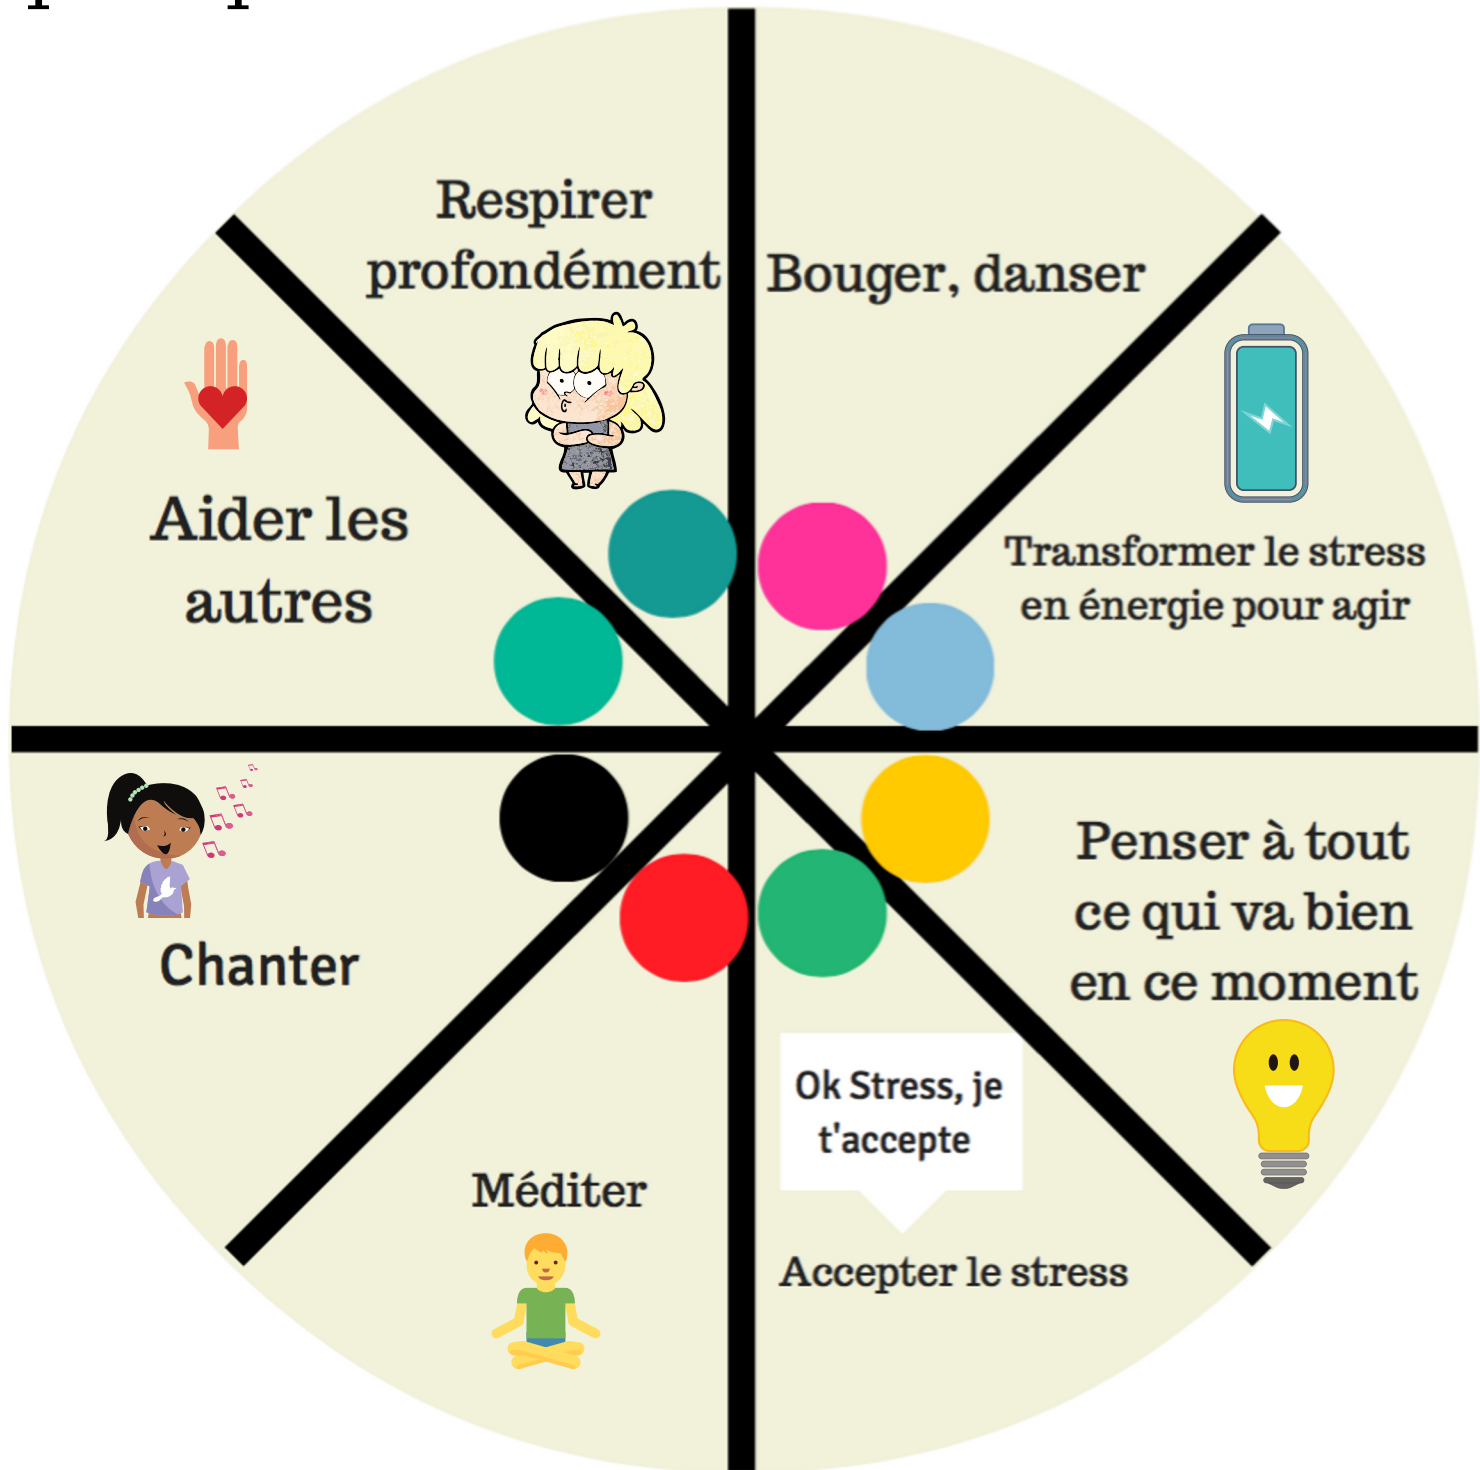 Respirer
profondément
Bouger, danser
Transformer le stress
en énergie pour agir
Penser à tout
ce qui va bien
en ce moment
Ok Stress, je
t'accepte
Accepter le stress
Méditer
Chanter
Aider les
autres